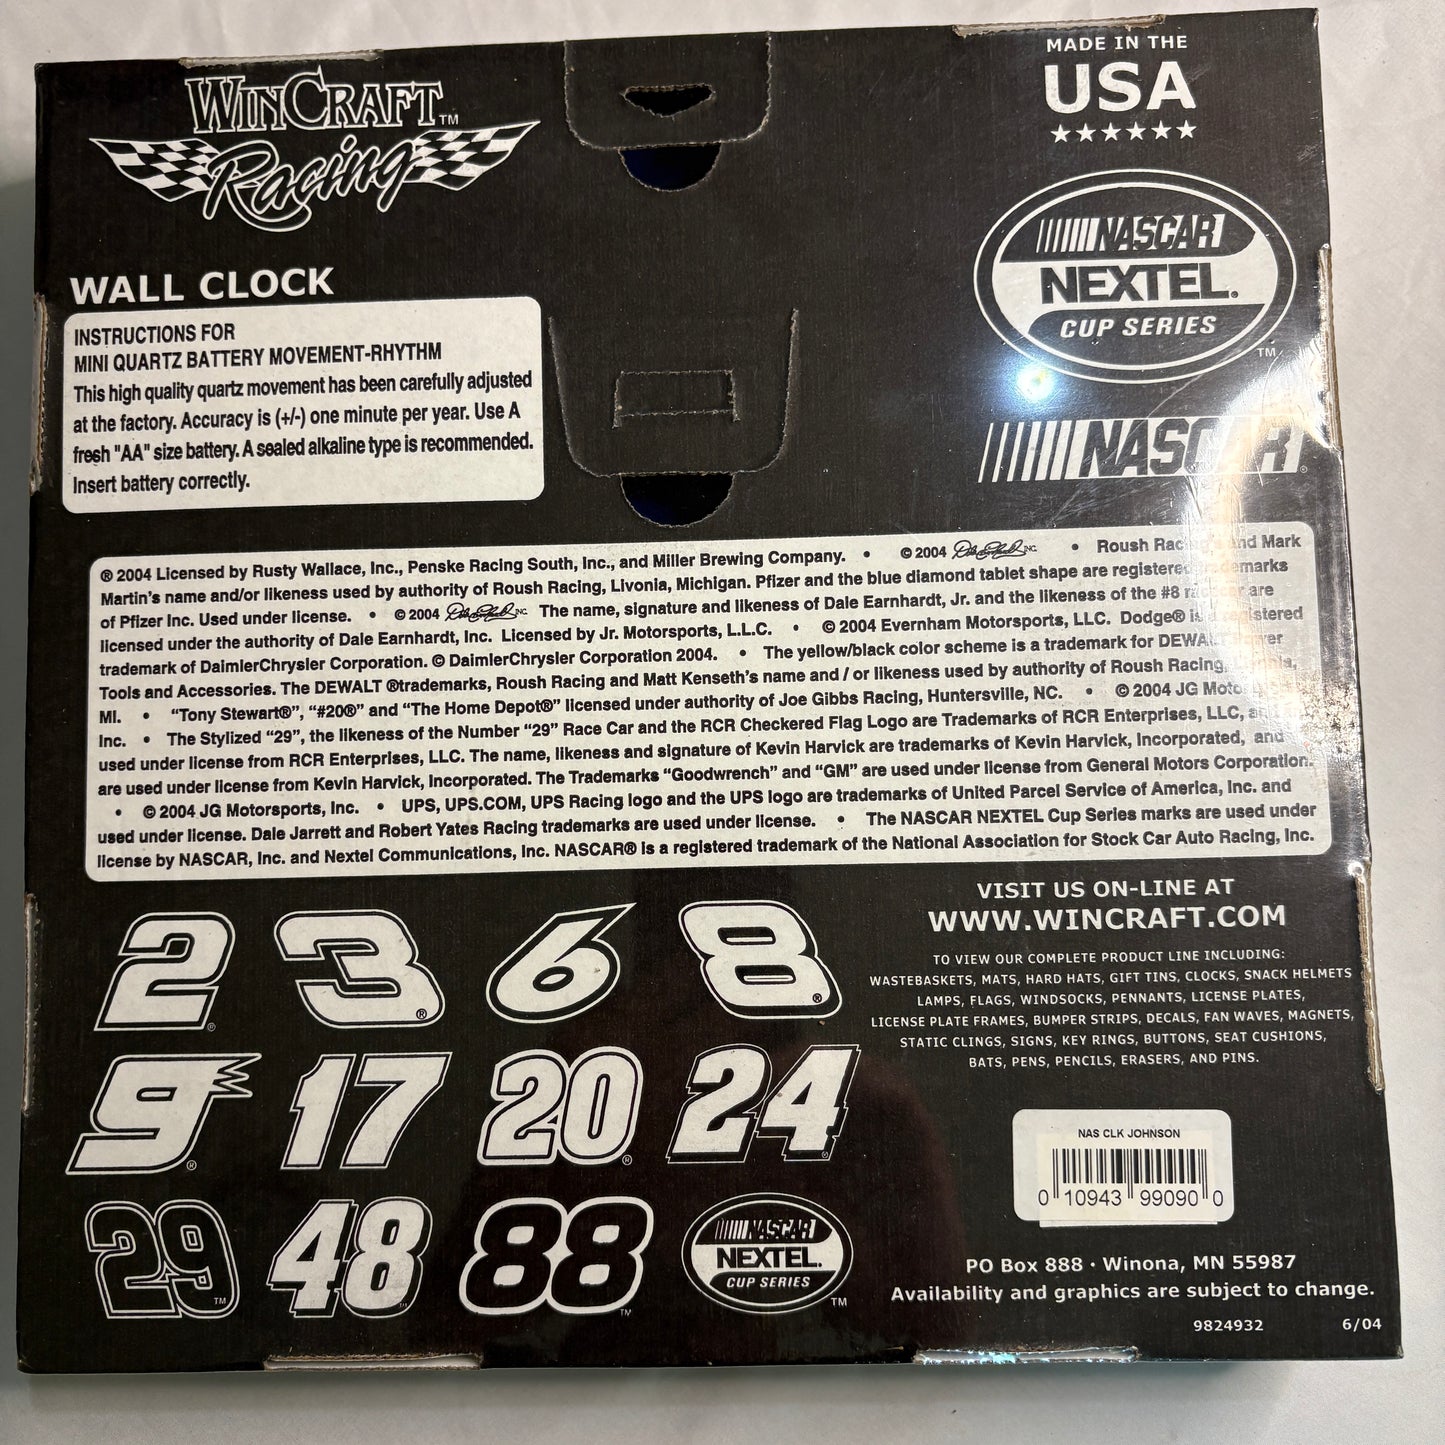 WINCRAFT™
Racing
MADE IN THE
USA
NASCAR
NEXTEL®
CUP SERIES
™
NASCAR®
WALL CLOCK
INSTRUCTIONS FOR
MINI QUARTZ BATTERY MOVEMENT-RHYTHM
This high quality quartz movement has been carefully adjusted
at the factory. Accuracy is (+/-) one minute per year. Use A
fresh "AA" size battery. A sealed alkaline type is recommended.
Insert battery correctly.
® 2004 Licensed by Rusty Wallace, Inc., Penske Racing South, Inc., and Miller Brewing Company. • © 2004 Dale Earnhardt INC. • Roush Racing and Mark
Martin's name and/or likeness used by authority of Roush Racing, Livonia, Michigan. Pfizer and the blue diamond tablet shape are registered trademarks
of Pfizer Inc. Used under license. • © 2004 Dale Earnhardt INC. The name, signature and likeness of Dale Earnhardt, Jr. and the likeness of the #8 race car are
licensed under the authority of Dale Earnhardt, Inc. Licensed by Jr. Motorsports, L.L.C. • © 2004 Evernham Motorsports, LLC. Dodge® is a registered
trademark of DaimlerChrysler Corporation. © DaimlerChrysler Corporation 2004. • The yellow/black color scheme is a trademark for DEWALT Power
Tools and Accessories. The DEWALT ®trademarks, Roush Racing and Matt Kenseth's name and / or likeness used by authority of Roush Racing, Livonia,
MI. • “Tony Stewart®”, “#20®” and “The Home Depot®” licensed under authority of Joe Gibbs Racing, Huntersville, NC. • © 2004 JG Motorsports,
Inc. • The Stylized “29”, the likeness of the Number “29” Race Car and the RCR Checkered Flag Logo are Trademarks of RCR Enterprises, LLC, and
used under license from RCR Enterprises, LLC. The name, likeness and signature of Kevin Harvick are trademarks of Kevin Harvick, Incorporated, and
are used under license from Kevin Harvick, Incorporated. The Trademarks “Goodwrench” and “GM” are used under license from General Motors Corporation.
• © 2004 JG Motorsports, Inc. • UPS, UPS.COM, UPS Racing logo and the UPS logo are trademarks of United Parcel Service of America, Inc. and
used under license. Dale Jarrett and Robert Yates Racing trademarks are used under license. • The NASCAR NEXTEL Cup Series marks are used under
license by NASCAR, Inc. and Nextel Communications, Inc. NASCAR® is a registered trademark of the National Association for Stock Car Auto Racing, Inc.
2® 3® 6 8®
9® 17 20® 24®
29™ 48™ 88™
NASCAR
NEXTEL®
CUP SERIES
™
VISIT US ON-LINE AT
WWW.WINCRAFT.COM
TO VIEW OUR COMPLETE PRODUCT LINE INCLUDING:
WASTEBASKETS, MATS, HARD HATS, GIFT TINS, CLOCKS, SNACK HELMETS
LAMPS, FLAGS, WINDSOCKS, PENNANTS, LICENSE PLATES,
LICENSE PLATE FRAMES, BUMPER STRIPS, DECALS, FAN WAVES, MAGNETS,
STATIC CLINGS, SIGNS, KEY RINGS, BUTTONS, SEAT CUSHIONS,
BATS, PENS, PENCILS, ERASERS, AND PINS.
NAS CLK JOHNSON
0 10943 99090 0
PO Box 888 · Winona, MN 55987
Availability and graphics are subject to change.
9824932 6/04